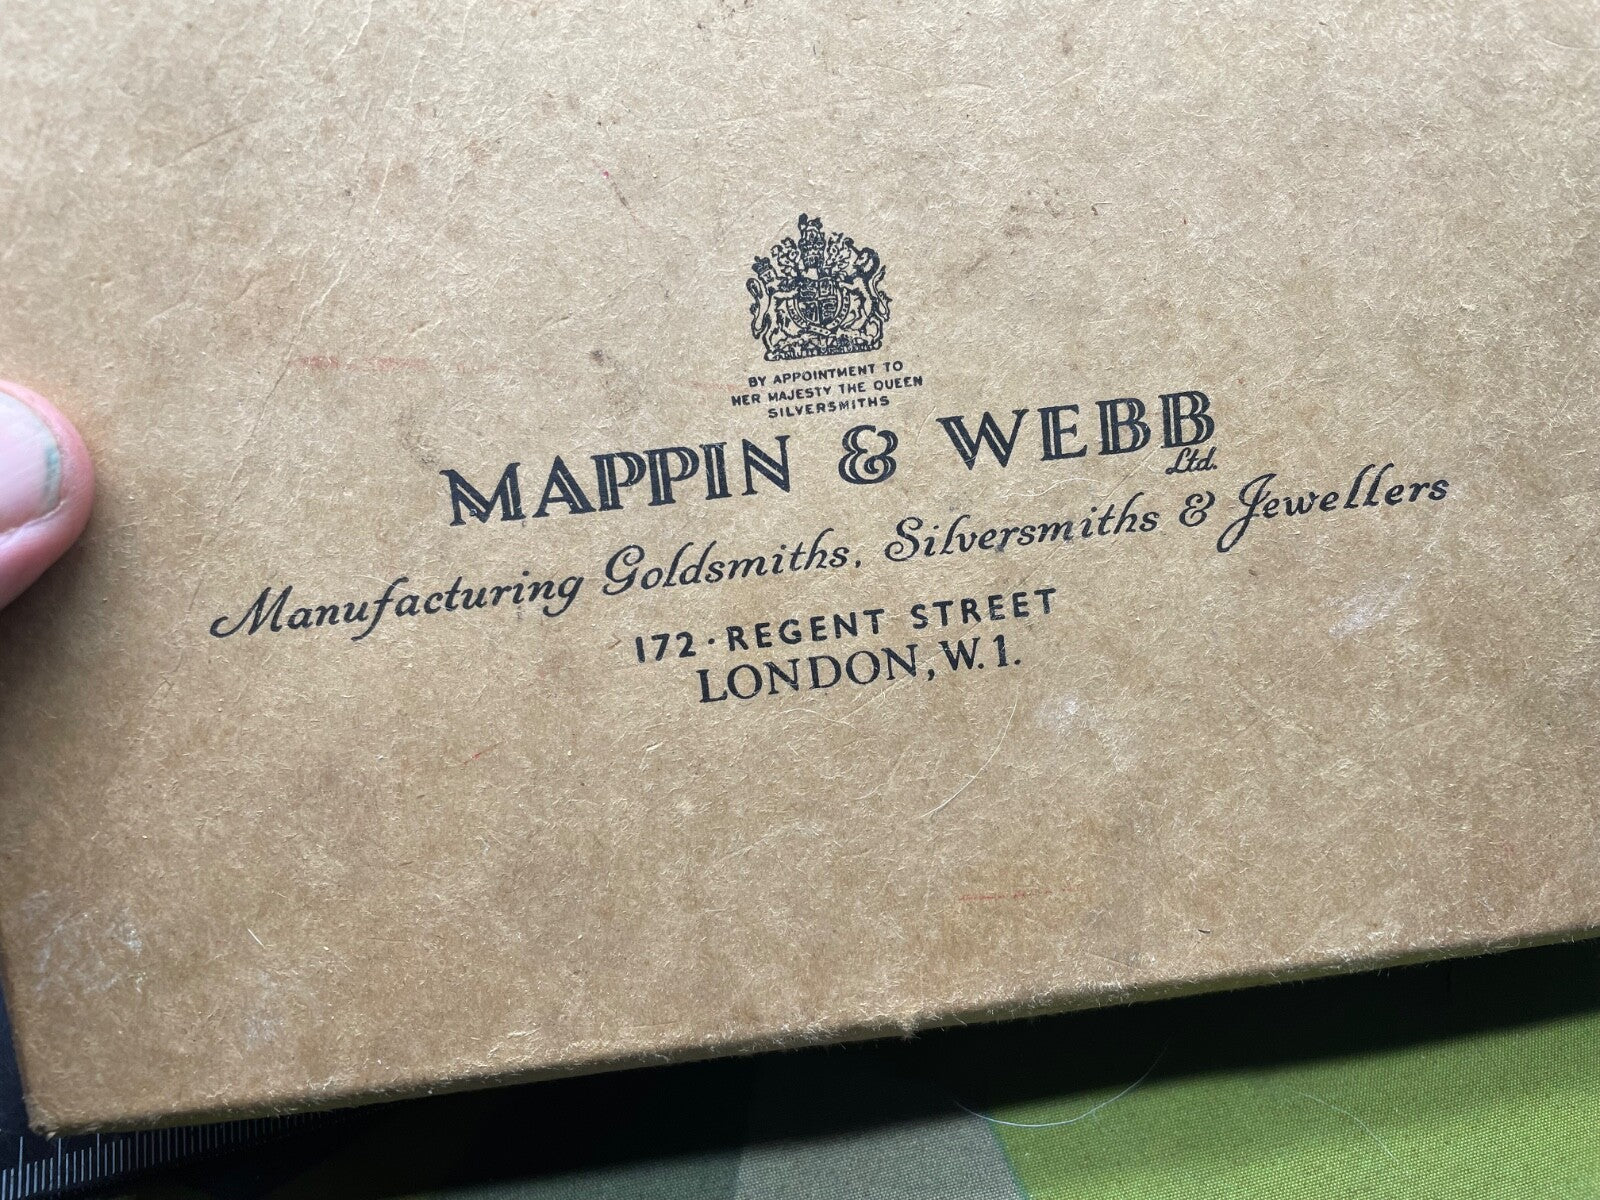 BY APPOINTMENT TO
HER MAJESTY THE QUEEN
SILVERSMITHS
MAPPIN & WEBB
Ltd.
Manufacturing Goldsmiths, Silversmiths & Jewellers
172 · REGENT STREET
LONDON, W.1.